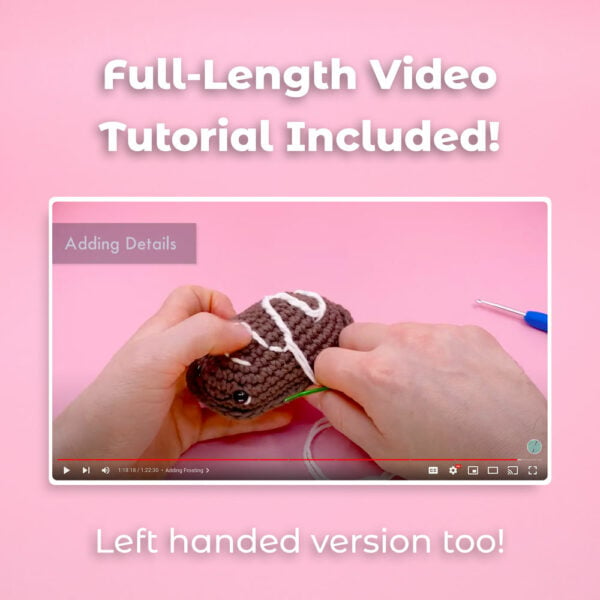 Full-Length Video
Tutorial Included!
Adding Details
1:18:18 / 1:22:30 • Adding Frosting >
CC
Left handed version too!